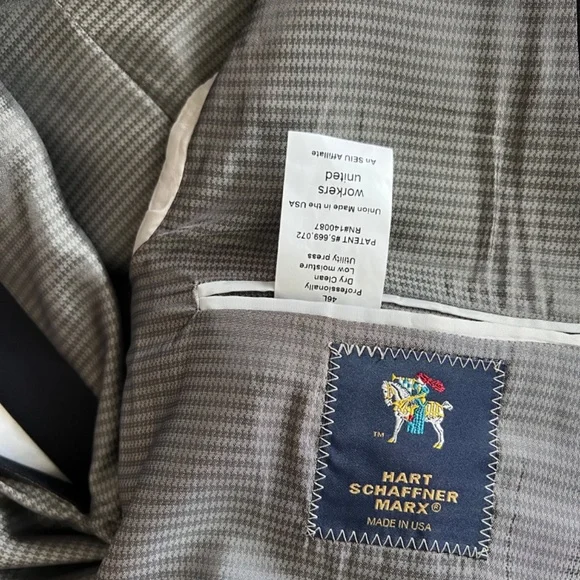 46L
Professionally
Dry Clean
Low moisture
Utility press
PATENT #5,669,072
RN#140087
Union Made in the USA
workers
united
An SEIU Affiliate
TM
HART
SCHAFFNER
MARX®
MADE IN USA